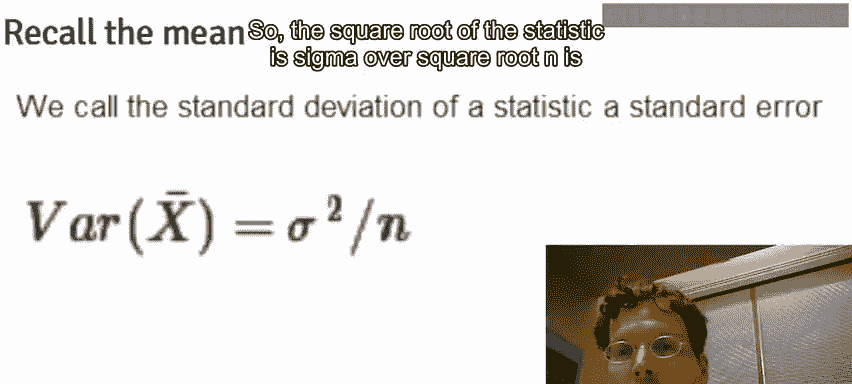 Recall the mean
So, the square root of the statistic
is sigma over square root n is
We call the standard deviation of a statistic a standard error
Var(X̄) = σ²/n